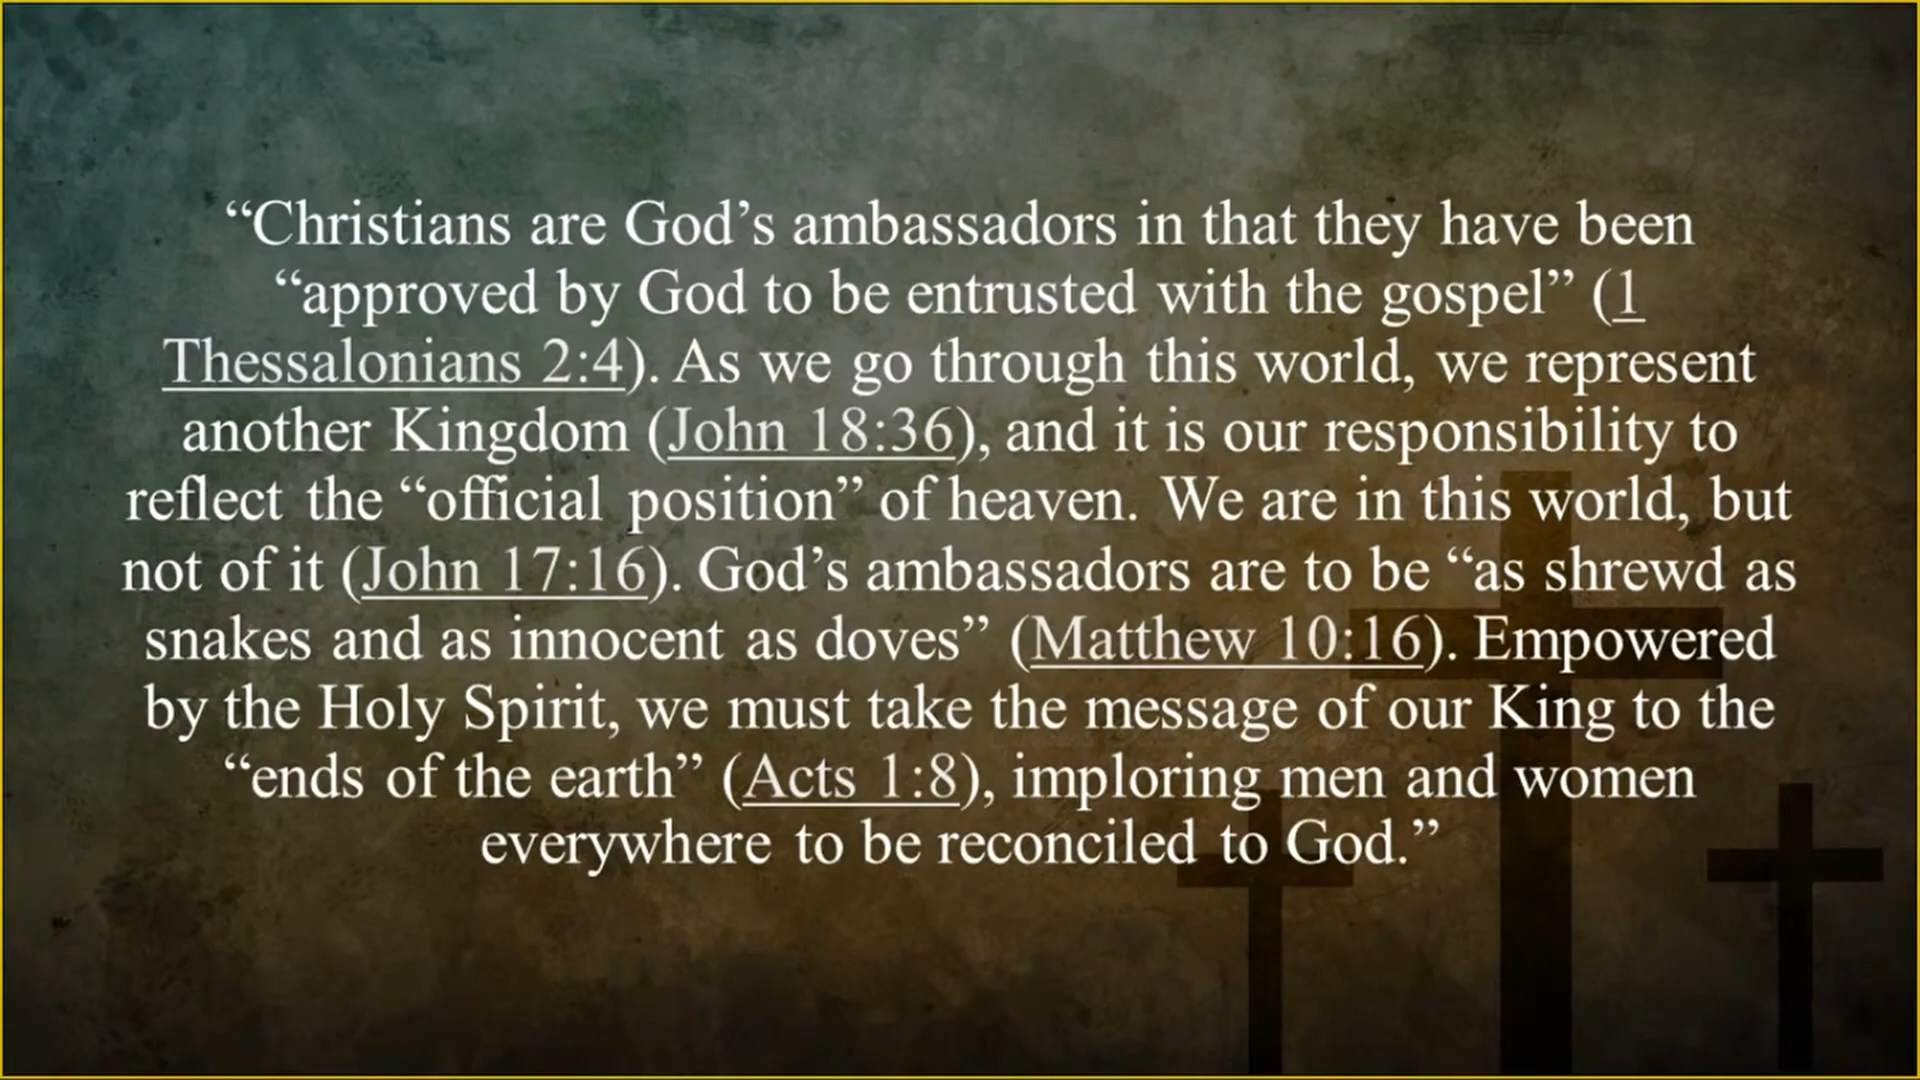 “Christians are God’s ambassadors in that they have been
“approved by God to be entrusted with the gospel” (1
Thessalonians 2:4). As we go through this world, we represent
another Kingdom (John 18:36), and it is our responsibility to
reflect the “official position” of heaven. We are in this world, but
not of it (John 17:16). God’s ambassadors are to be “as shrewd as
snakes and as innocent as doves” (Matthew 10:16). Empowered
by the Holy Spirit, we must take the message of our King to the
“ends of the earth” (Acts 1:8), imploring men and women
everywhere to be reconciled to God.”